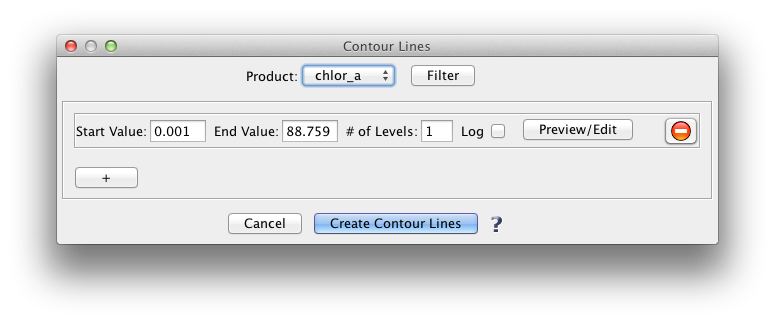 Contour Lines
Product: chlor_a Filter
Start Value: 0.001 End Value: 88.759 # of Levels: 1 Log Preview/Edit
+
Cancel Create Contour Lines ?